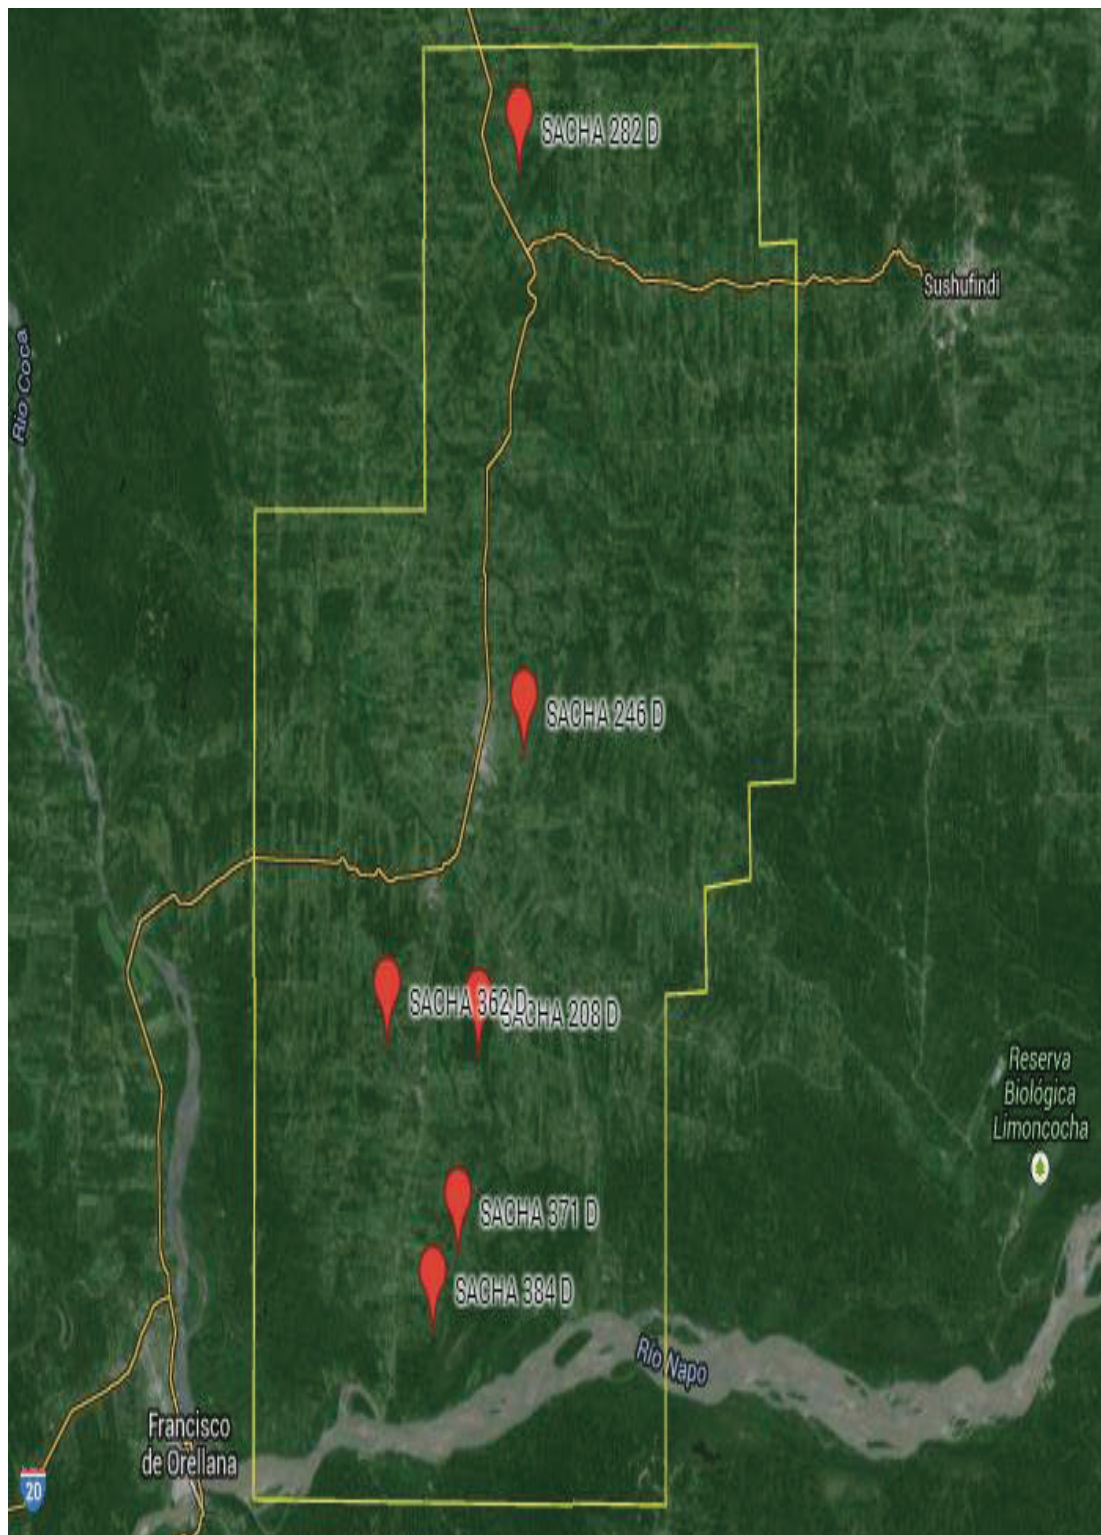 SACHA 282 D
Sushufindi
Río Coca
SACHA 246 D
SACHA 362 D
SACHA 208 D
Reserva
Biológica
Limoncocha
SACHA 371 D
SACHA 384 D
Río Napo
Francisco
de Orellana
20